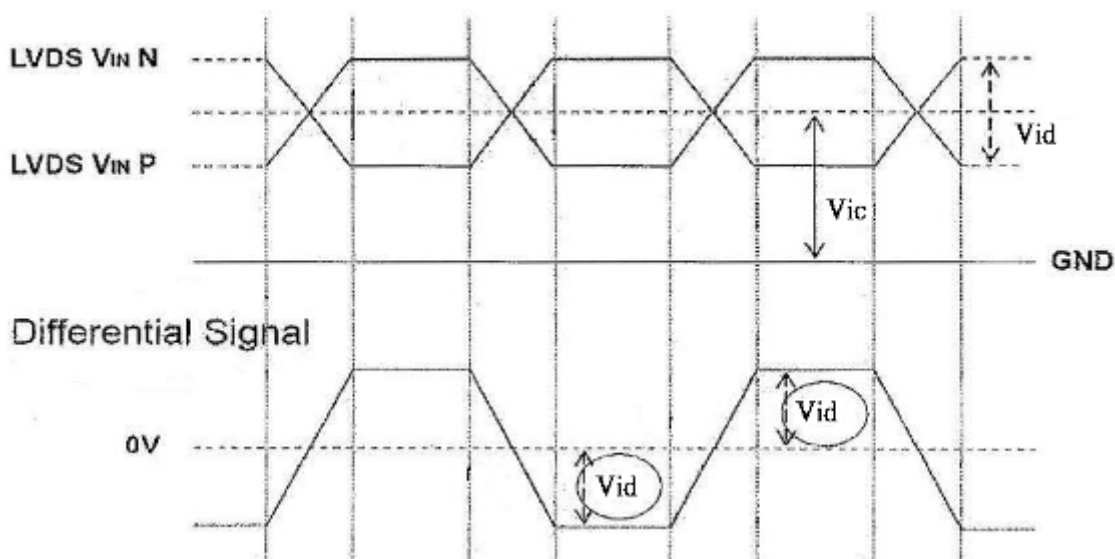 LVDS VIN N
Vid
LVDS VIN P
Vic
GND
Differential Signal
Vid
0V
Vid